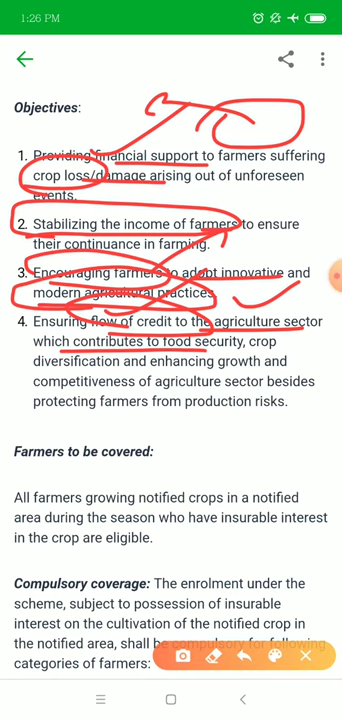 1:26 PM
Objectives:
1. Providing financial support to farmers suffering
crop loss/damage arising out of unforeseen
events.
2. Stabilizing the income of farmers to ensure
their continuance in farming.
3. Encouraging farmers to adopt innovative and
modern agricultural practices.
4. Ensuring flow of credit to the agriculture sector
which contributes to food security, crop
diversification and enhancing growth and
competitiveness of agriculture sector besides
protecting farmers from production risks.
Farmers to be covered:
All farmers growing notified crops in a notified
area during the season who have insurable interest
in the crop are eligible.
Compulsory coverage: The enrolment under the
scheme, subject to possession of insurable
interest on the cultivation of the notified crop in
the notified area, shall be compulsory for following
categories of farmers: